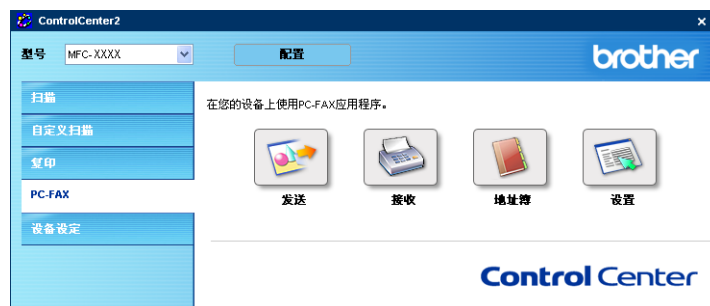 ControlCenter2
型号 MFC-XXXX 配置 brother
扫描
自定义扫描
复印
PC-FAX
设备设定
在您的设备上使用PC-FAX应用程序。
发送 接收 地址簿 设置
Control Center